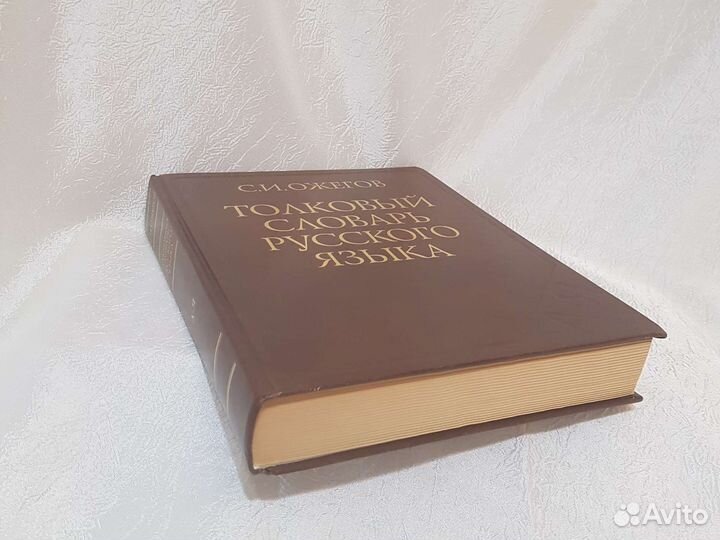 С.И.ОЖЕГОВ
ТОЛКОВЫЙ
СЛОВАРЬ
РУССКОГО
ЯЗЫКА
Avito